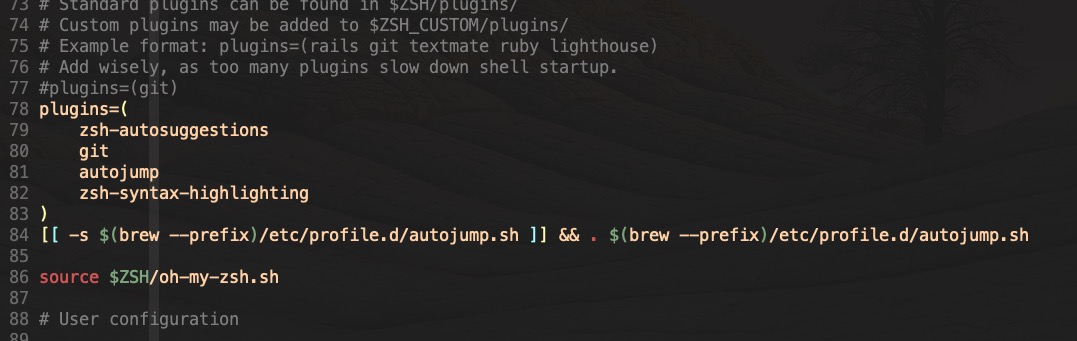 73 # Standard plugins can be found in $ZSH/plugins/
74 # Custom plugins may be added to $ZSH_CUSTOM/plugins/
75 # Example format: plugins=(rails git textmate ruby lighthouse)
76 # Add wisely, as too many plugins slow down shell startup.
77 #plugins=(git)
78 plugins=(
79     zsh-autosuggestions
80     git
81     autojump
82     zsh-syntax-highlighting
83 )
84 [[ -s $(brew --prefix)/etc/profile.d/autojump.sh ]] && . $(brew --prefix)/etc/profile.d/autojump.sh
85
86 source $ZSH/oh-my-zsh.sh
87
88 # User configuration
89